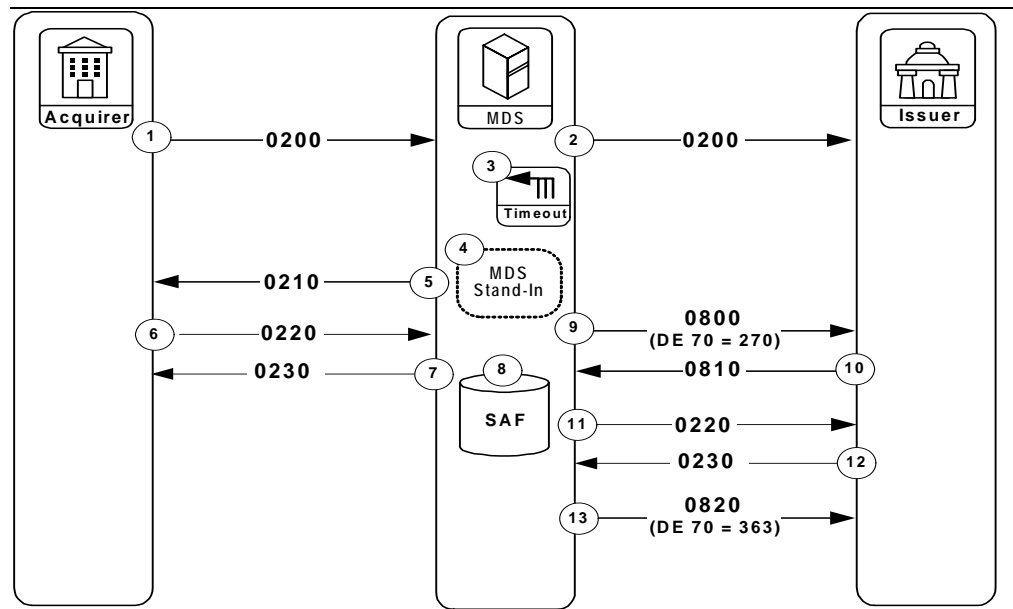 Acquirer
MDS
Issuer
1
0200
2
0200
3
Timeout
4
MDS
Stand-In
5
0210
6
0220
9
0800
(DE 70 = 270)
7
0230
8
10
0810
SAF
11
0220
12
0230
13
0820
(DE 70 = 363)